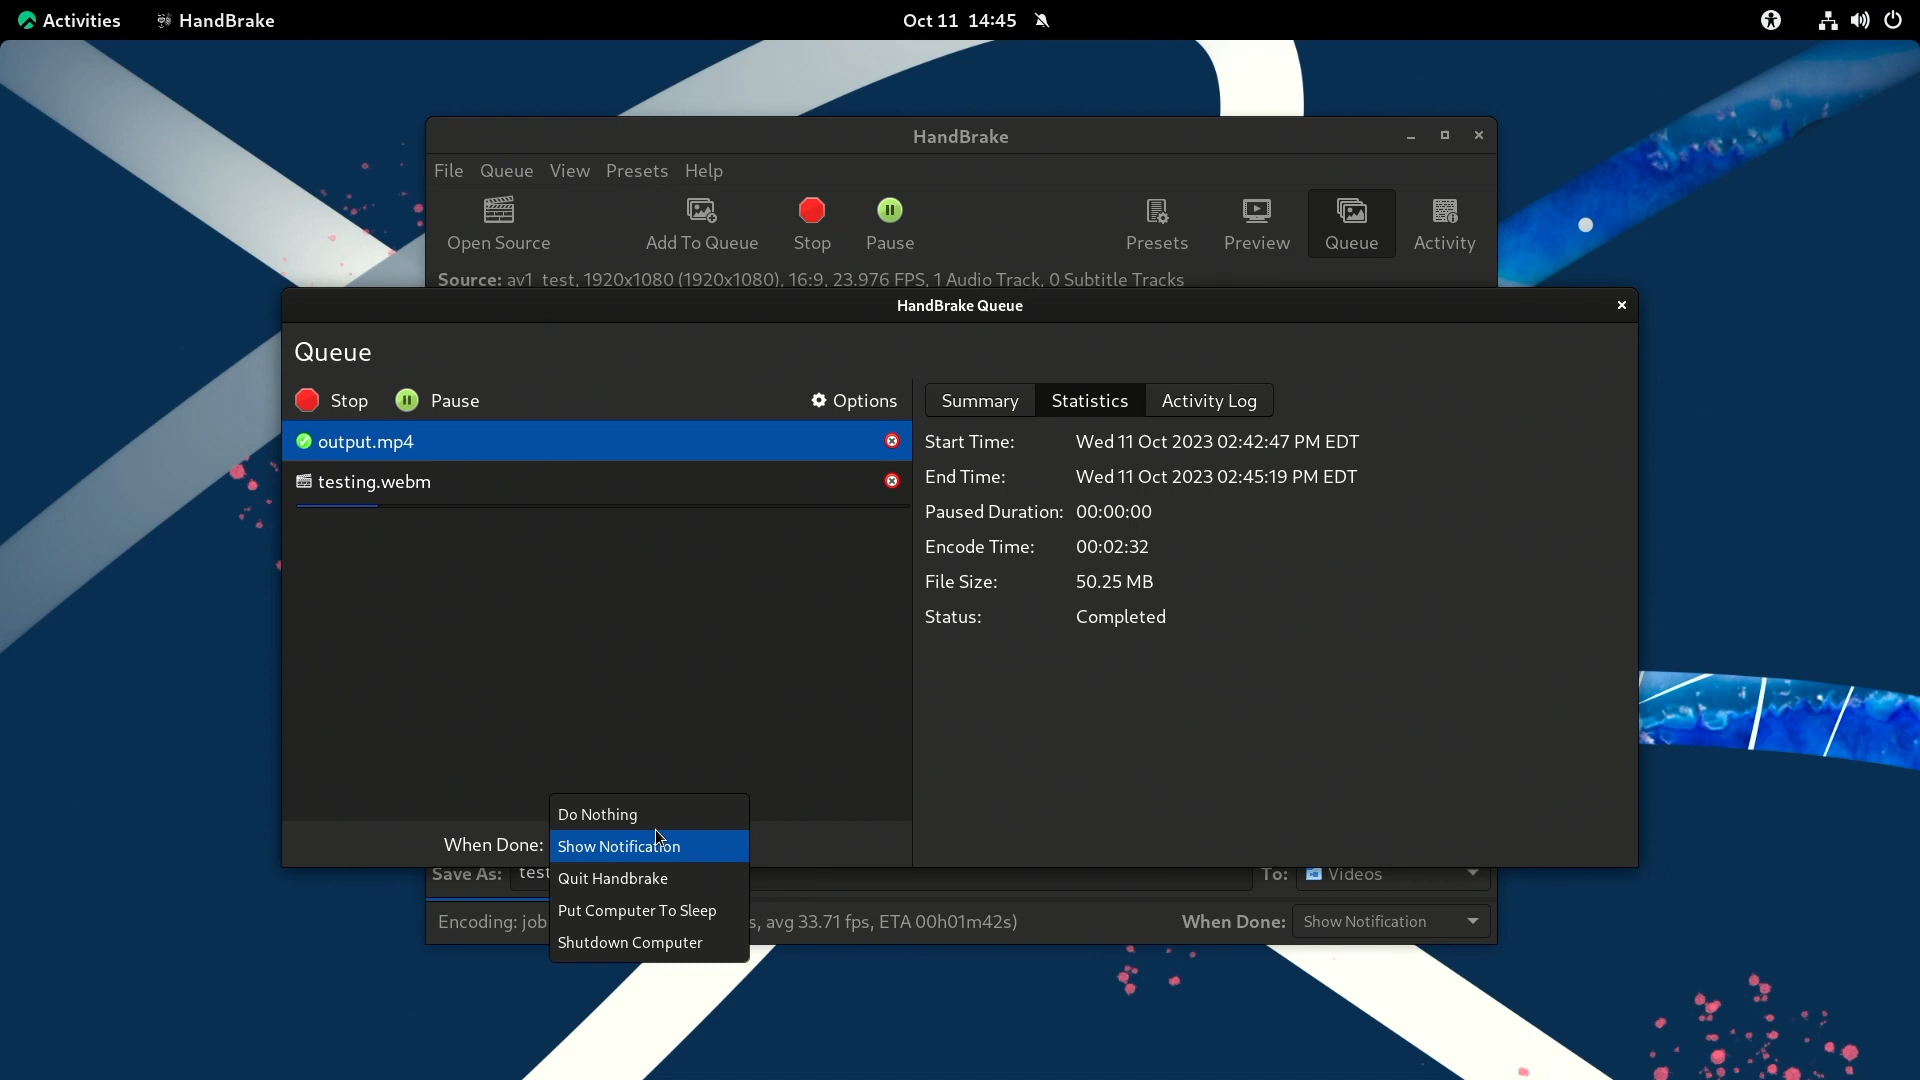 Activities HandBrake Oct 11 14:45
HandBrake
File Queue View Presets Help
Open Source Add To Queue Stop Pause Presets Preview Queue Activity
Source: av1_test, 1920x1080 (1920x1080), 16:9, 23.976 FPS, 1 Audio Track, 0 Subtitle Tracks
HandBrake Queue
Queue
Stop Pause Options
output.mp4
testing.webm
Summary Statistics Activity Log
Start Time: Wed 11 Oct 2023 02:42:47 PM EDT
End Time: Wed 11 Oct 2023 02:45:19 PM EDT
Paused Duration: 00:00:00
Encode Time: 00:02:32
File Size: 50.25 MB
Status: Completed
When Done:
Do Nothing
Show Notification
Quit Handbrake
Put Computer To Sleep
Shutdown Computer
Save As: test To: Videos
Encoding: job s, avg 33.71 fps, ETA 00h01m42s) When Done: Show Notification